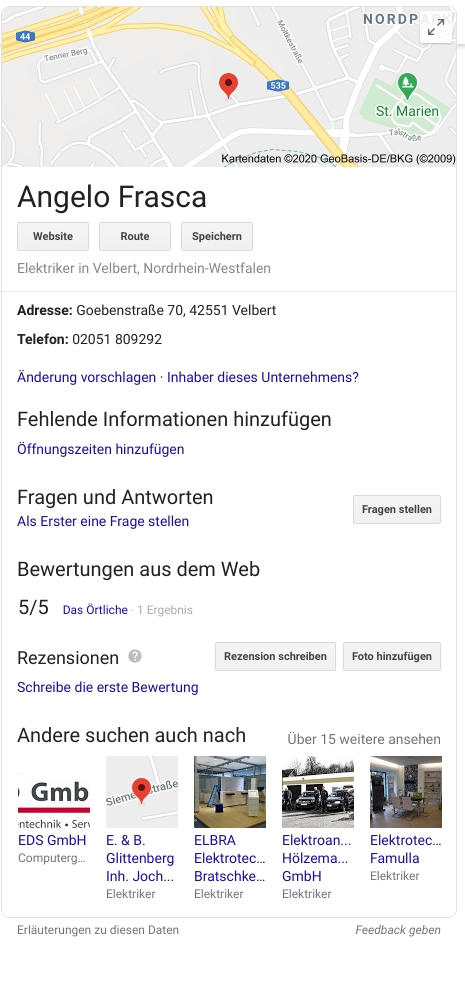 NORDPARK
44
Tenner Berg
Moltkestraße
535
St. Marien
Talstraße
Kartendaten ©2020 GeoBasis-DE/BKG (©2009)
Angelo Frasca
Website Route Speichern
Elektriker in Velbert, Nordrhein-Westfalen
Adresse: Goebenstraße 70, 42551 Velbert
Telefon: 02051 809292
Änderung vorschlagen · Inhaber dieses Unternehmens?
Fehlende Informationen hinzufügen
Öffnungszeiten hinzufügen
Fragen und Antworten
Als Erster eine Frage stellen
Fragen stellen
Bewertungen aus dem Web
5/5 Das Örtliche · 1 Ergebnis
Rezensionen ? Rezension schreiben Foto hinzufügen
Schreibe die erste Bewertung
Andere suchen auch nach Über 15 weitere ansehen
Gmb
entechnik • Serv
EDS GmbH
Computerg...
Sieme straße
E. & B.
Glittenberg
Inh. Joch...
Elektriker
ELBRA
Elektrotec...
Bratschke...
Elektriker
Elektroan...
Hölzema...
GmbH
Elektriker
Elektrotec...
Famulla
Elektriker
Erläuterungen zu diesen Daten Feedback geben